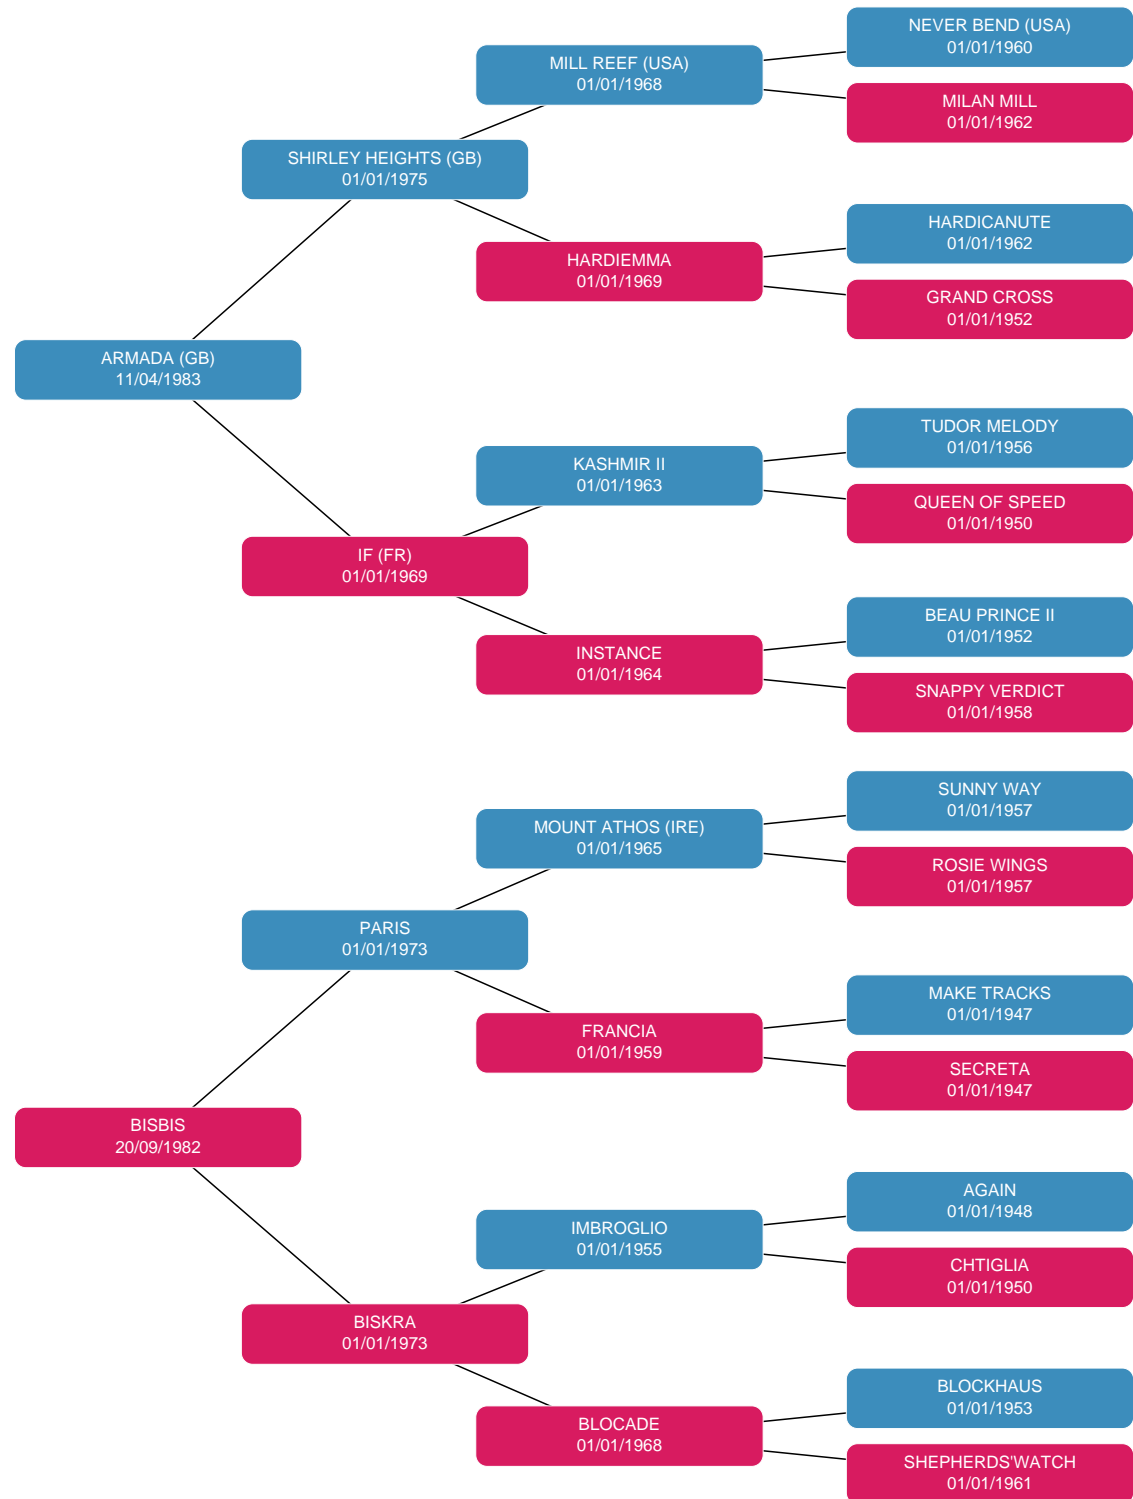 NEVER BEND (USA)
01/01/1960
MILL REEF (USA)
01/01/1968
MILAN MILL
01/01/1962
SHIRLEY HEIGHTS (GB)
01/01/1975
HARDICANUTE
01/01/1962
HARDIEMMA
01/01/1969
GRAND CROSS
01/01/1952
ARMADA (GB)
11/04/1983
TUDOR MELODY
01/01/1956
KASHMIR II
01/01/1963
QUEEN OF SPEED
01/01/1950
IF (FR)
01/01/1969
BEAU PRINCE II
01/01/1952
INSTANCE
01/01/1964
SNAPPY VERDICT
01/01/1958
SUNNY WAY
01/01/1957
MOUNT ATHOS (IRE)
01/01/1965
ROSIE WINGS
01/01/1957
PARIS
01/01/1973
MAKE TRACKS
01/01/1947
FRANCIA
01/01/1959
SECRETA
01/01/1947
BISBIS
20/09/1982
AGAIN
01/01/1948
IMBROGLIO
01/01/1955
CHTIGLIA
01/01/1950
BISKRA
01/01/1973
BLOCKHAUS
01/01/1953
BLOCADE
01/01/1968
SHEPHERDS'WATCH
01/01/1961